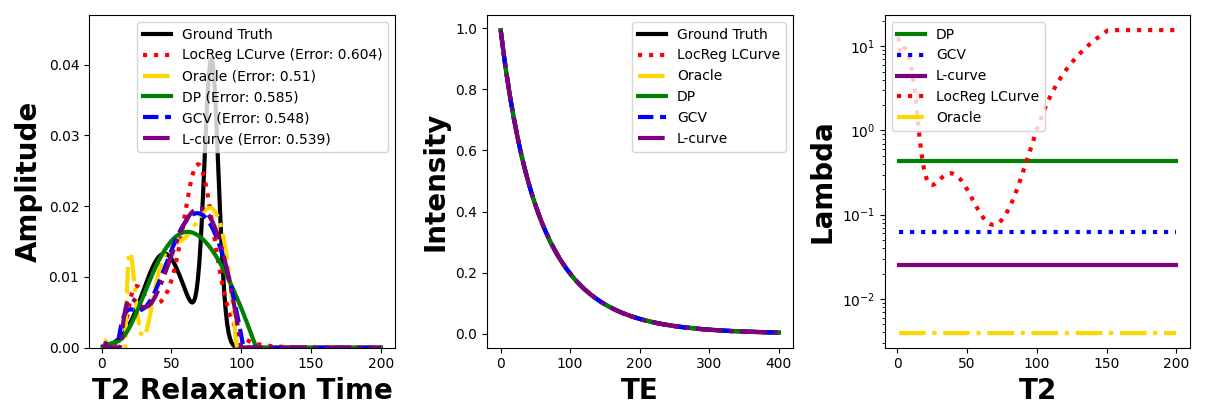 Amplitude
0.04
0.03
0.02
0.01
0.00
0
50
100
150
200
T2 Relaxation Time
Ground Truth
LocReg LCurve (Error: 0.604)
Oracle (Error: 0.51)
DP (Error: 0.585)
GCV (Error: 0.548)
L-curve (Error: 0.539)
Intensity
1.0
0.8
0.6
0.4
0.2
0.0
0
100
200
300
400
TE
Ground Truth
LocReg LCurve
Oracle
DP
GCV
L-curve
Lambda
10¹
10⁰
10⁻¹
10⁻²
0
50
100
150
200
T2
DP
GCV
L-curve
LocReg LCurve
Oracle